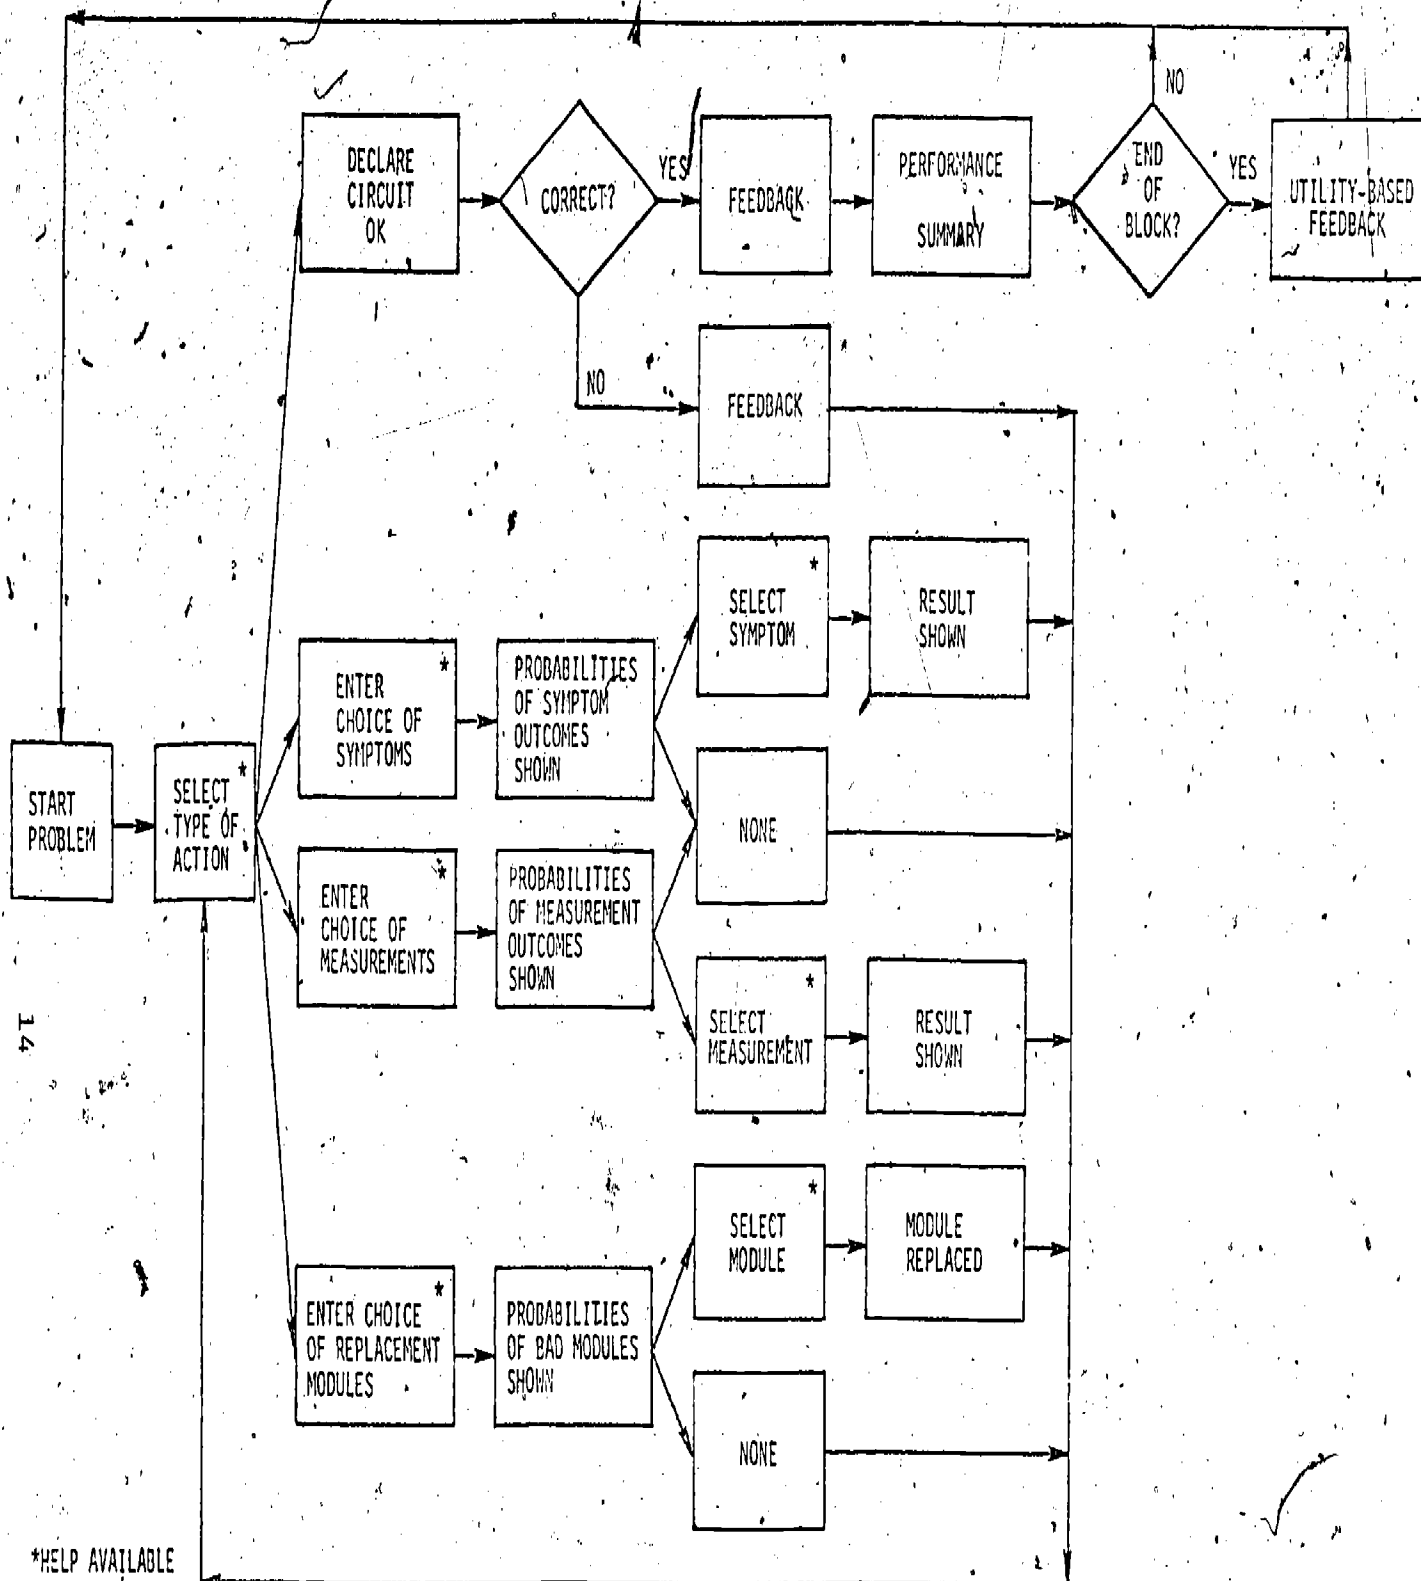 NO
DECLARE
CIRCUIT
OK
CORRECT?
YES
FEEDBACK
PERFORMANCE
SUMMARY
END
OF
BLOCK?
YES
UTILITY-BASED
FEEDBACK
NO
FEEDBACK
*
SELECT
SYMPTOM
RESULT
SHOWN
*
ENTER
CHOICE OF
SYMPTOMS
PROBABILITIES
OF SYMPTOM
OUTCOMES
SHOWN
START
PROBLEM
*
SELECT
TYPE OF
ACTION
NONE
*
ENTER
CHOICE OF
MEASUREMENTS
PROBABILITIES
OF MEASUREMENT
OUTCOMES
SHOWN
*
SELECT
MEASUREMENT
RESULT
SHOWN
14
*
SELECT
MODULE
MODULE
REPLACED
*
ENTER CHOICE
OF REPLACEMENT
MODULES
PROBABILITIES
OF BAD MODULES
SHOWN
NONE
*HELP AVAILABLE